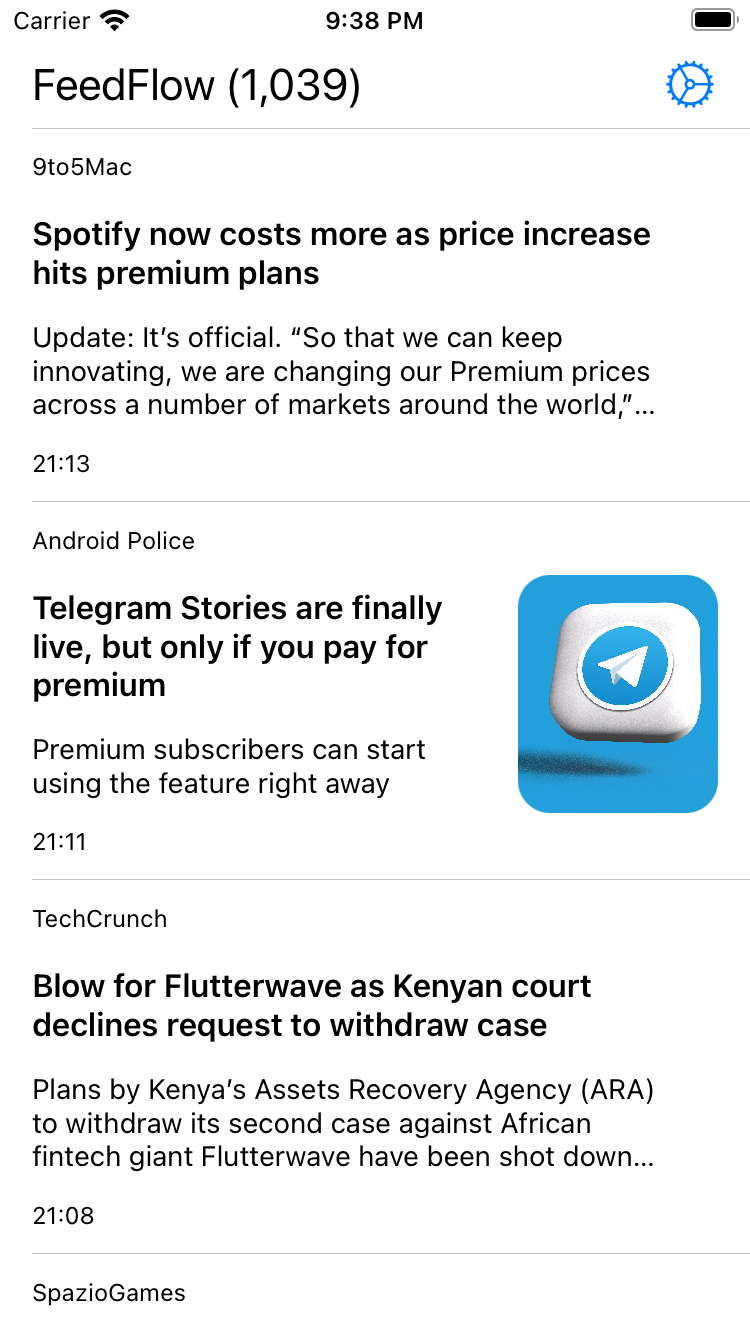 Carrier
9:38 PM
FeedFlow (1,039)
9to5Mac
Spotify now costs more as price increase
hits premium plans
Update: It’s official. “So that we can keep
innovating, we are changing our Premium prices
across a number of markets around the world,”...
21:13
Android Police
Telegram Stories are finally
live, but only if you pay for
premium
Premium subscribers can start
using the feature right away
21:11
TechCrunch
Blow for Flutterwave as Kenyan court
declines request to withdraw case
Plans by Kenya’s Assets Recovery Agency (ARA)
to withdraw its second case against African
fintech giant Flutterwave have been shot down...
21:08
SpazioGames